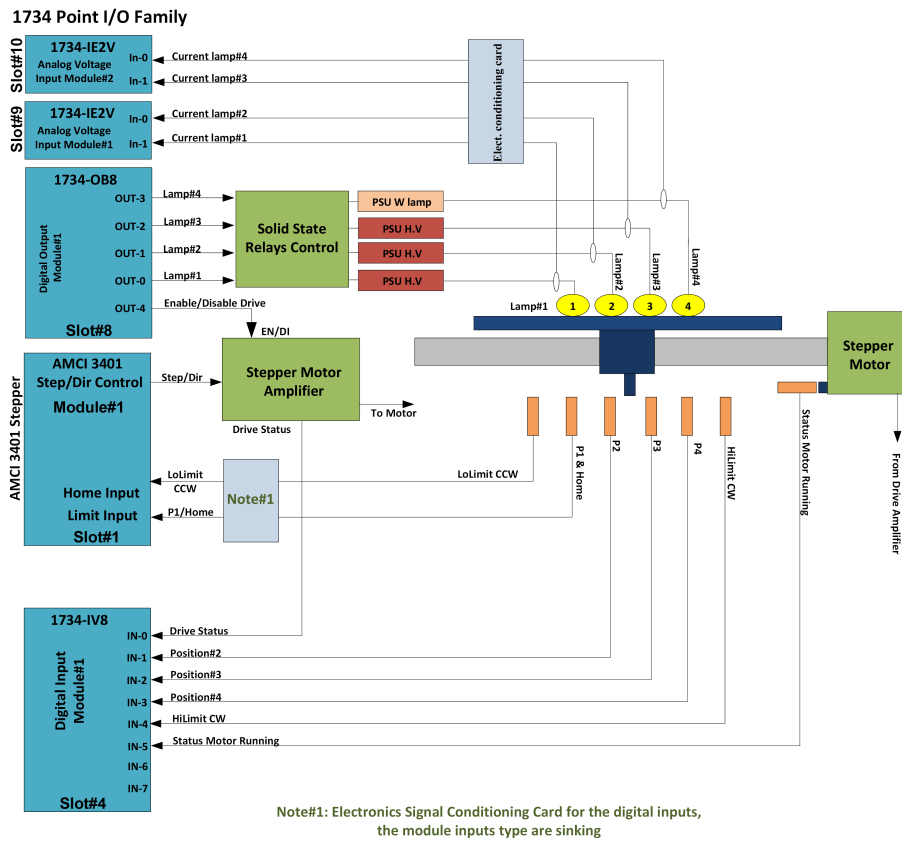 1734 Point I/O Family
Slot#10
1734-IE2V
Analog Voltage
Input Module#2
In-0
In-1
Current lamp#4
Current lamp#3
Slot#9
1734-IE2V
Analog Voltage
Input Module#1
In-0
In-1
Current lamp#2
Current lamp#1
Elect. conditioning card
1734-OB8
Digital Output
Module#1
OUT-3
OUT-2
OUT-1
OUT-0
OUT-4
Slot#8
Lamp#4
Lamp#3
Lamp#2
Lamp#1
Enable/Disable Drive
Solid State
Relays Control
PSU W lamp
PSU H.V
PSU H.V
PSU H.V
Lamp#2
Lamp#3
Lamp#4
Lamp#1
1
2
3
4
EN/DI
AMCI 3401 Stepper
AMCI 3401
Step/Dir Control
Module#1
Home Input
Limit Input
Slot#1
Step/Dir
Stepper Motor
Amplifier
To Motor
Drive Status
Stepper
Motor
From Drive Amplifier
LoLimit
CCW
P1/Home
Note#1
LoLimit CCW
P1 & Home
P2
P3
P4
HiLimit CW
Status Motor Running
1734-IV8
Digital Input
Module#1
IN-0
IN-1
IN-2
IN-3
IN-4
IN-5
IN-6
IN-7
Slot#4
Drive Status
Position#2
Position#3
Position#4
HiLimit CW
Status Motor Running
Note#1: Electronics Signal Conditioning Card for the digital inputs,
the module inputs type are sinking